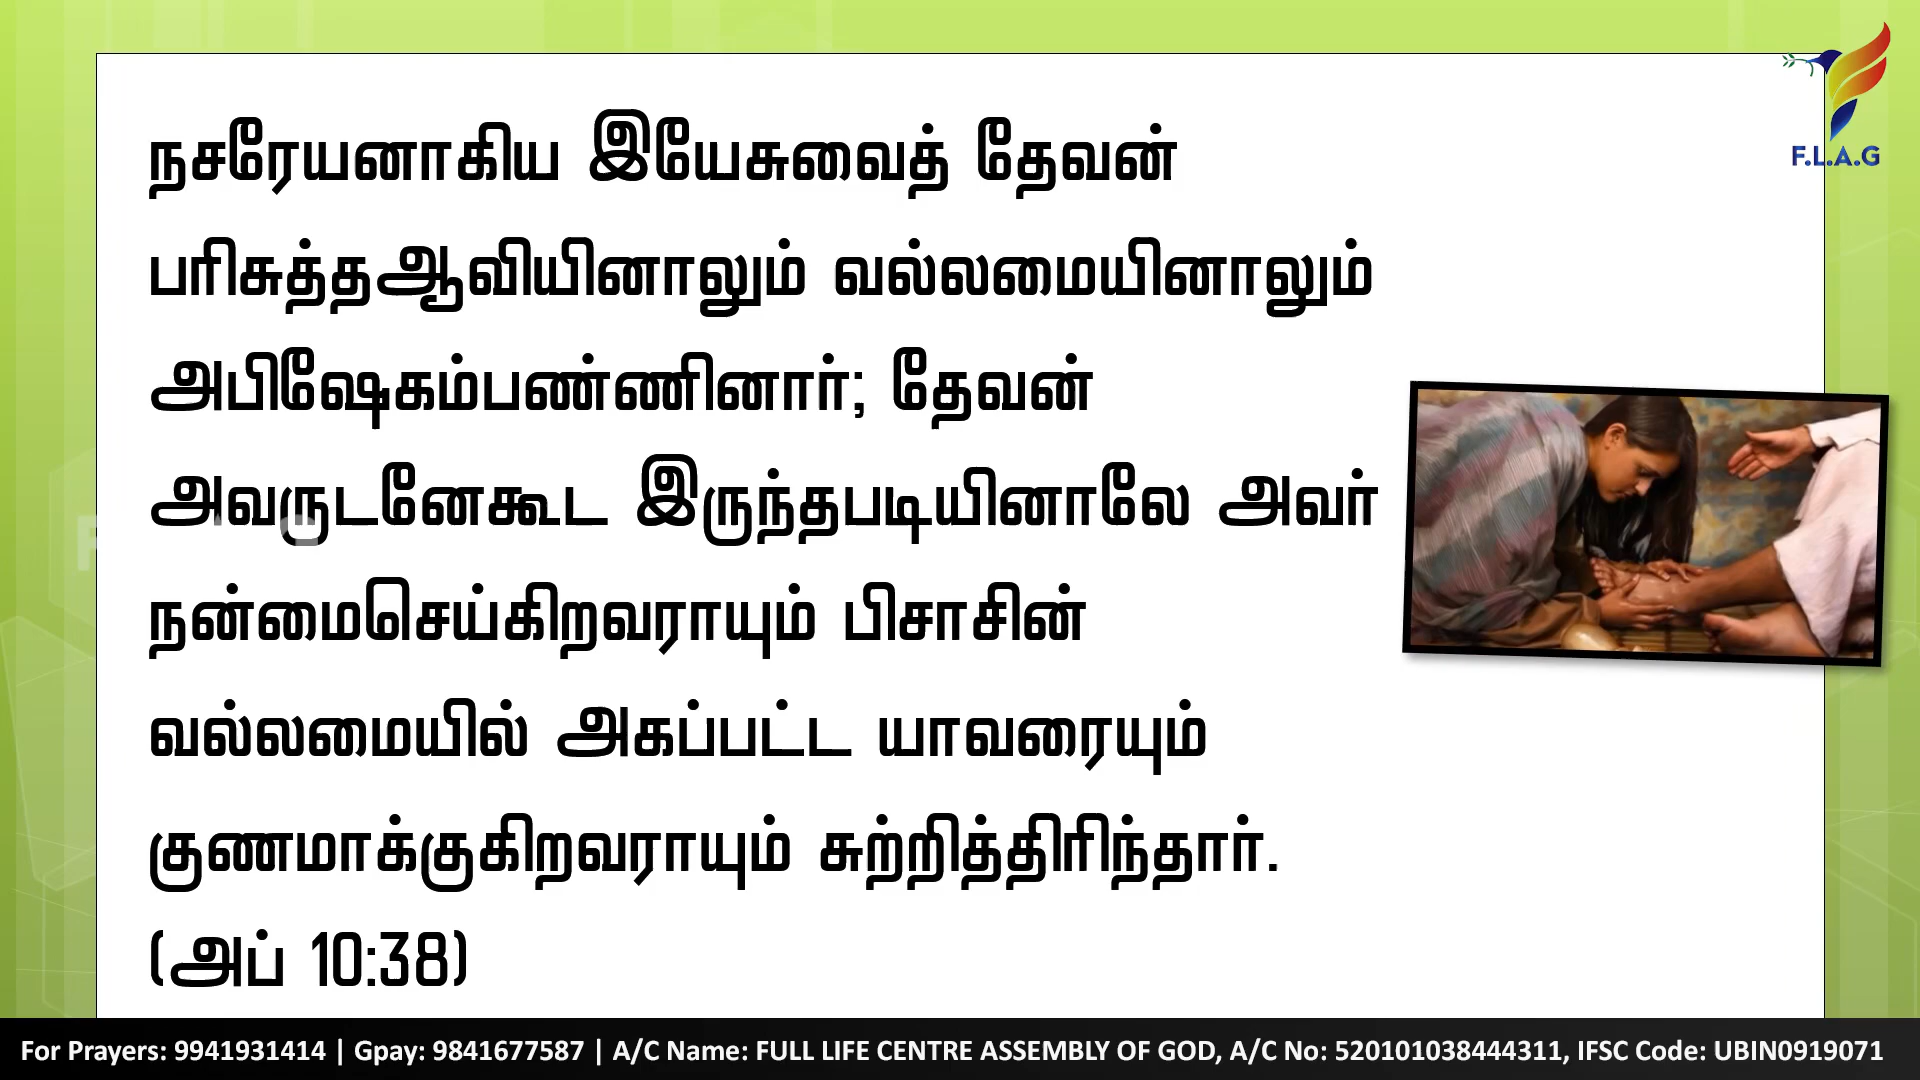 F.L.A.G
நசரேயனாகிய இயேசுவைத் தேவன்
பரிசுத்தஆவியினாலும் வல்லமையினாலும்
அபிஷேகம்பண்ணினார்; தேவன்
அவருடனேகூட இருந்தபடியினாலே அவர்
நன்மைசெய்கிறவராயும் பிசாசின்
வல்லமையில் அகப்பட்ட யாவரையும்
குணமாக்குகிறவராயும் சுற்றித்திரிந்தார்.
(அப் 10:38)
For Prayers: 9941931414 | Gpay: 9841677587 | A/C Name: FULL LIFE CENTRE ASSEMBLY OF GOD, A/C No: 520101038444311, IFSC Code: UBIN0919071